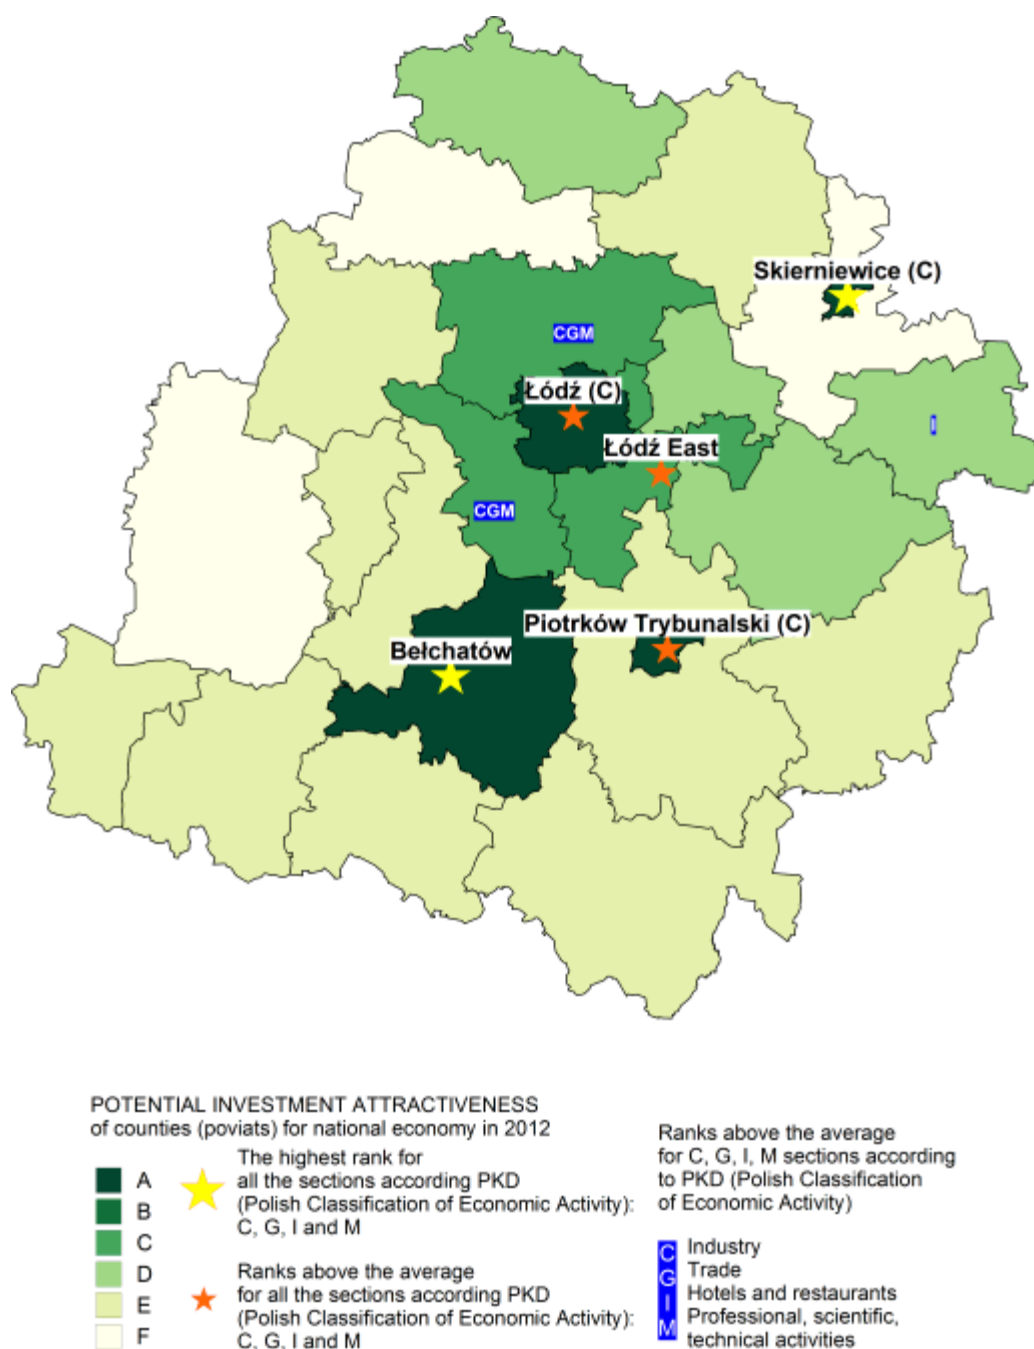 Skierniewice (C)
CGM
Łódź (C)
I
Łódź East
CGM
Piotrków Trybunalski (C)
Bełchatów
POTENTIAL INVESTMENT ATTRACTIVENESS
of counties (poviats) for national economy in 2012
A
B
C
D
E
F
The highest rank for
all the sections according PKD
(Polish Classification of Economic Activity):
C, G, I and M
Ranks above the average
for all the sections according PKD
(Polish Classification of Economic Activity):
C, G, I and M
Ranks above the average
for C, G, I, M sections according
to PKD (Polish Classification
of Economic Activity)
C Industry
G Trade
I Hotels and restaurants
M Professional, scientific,
technical activities